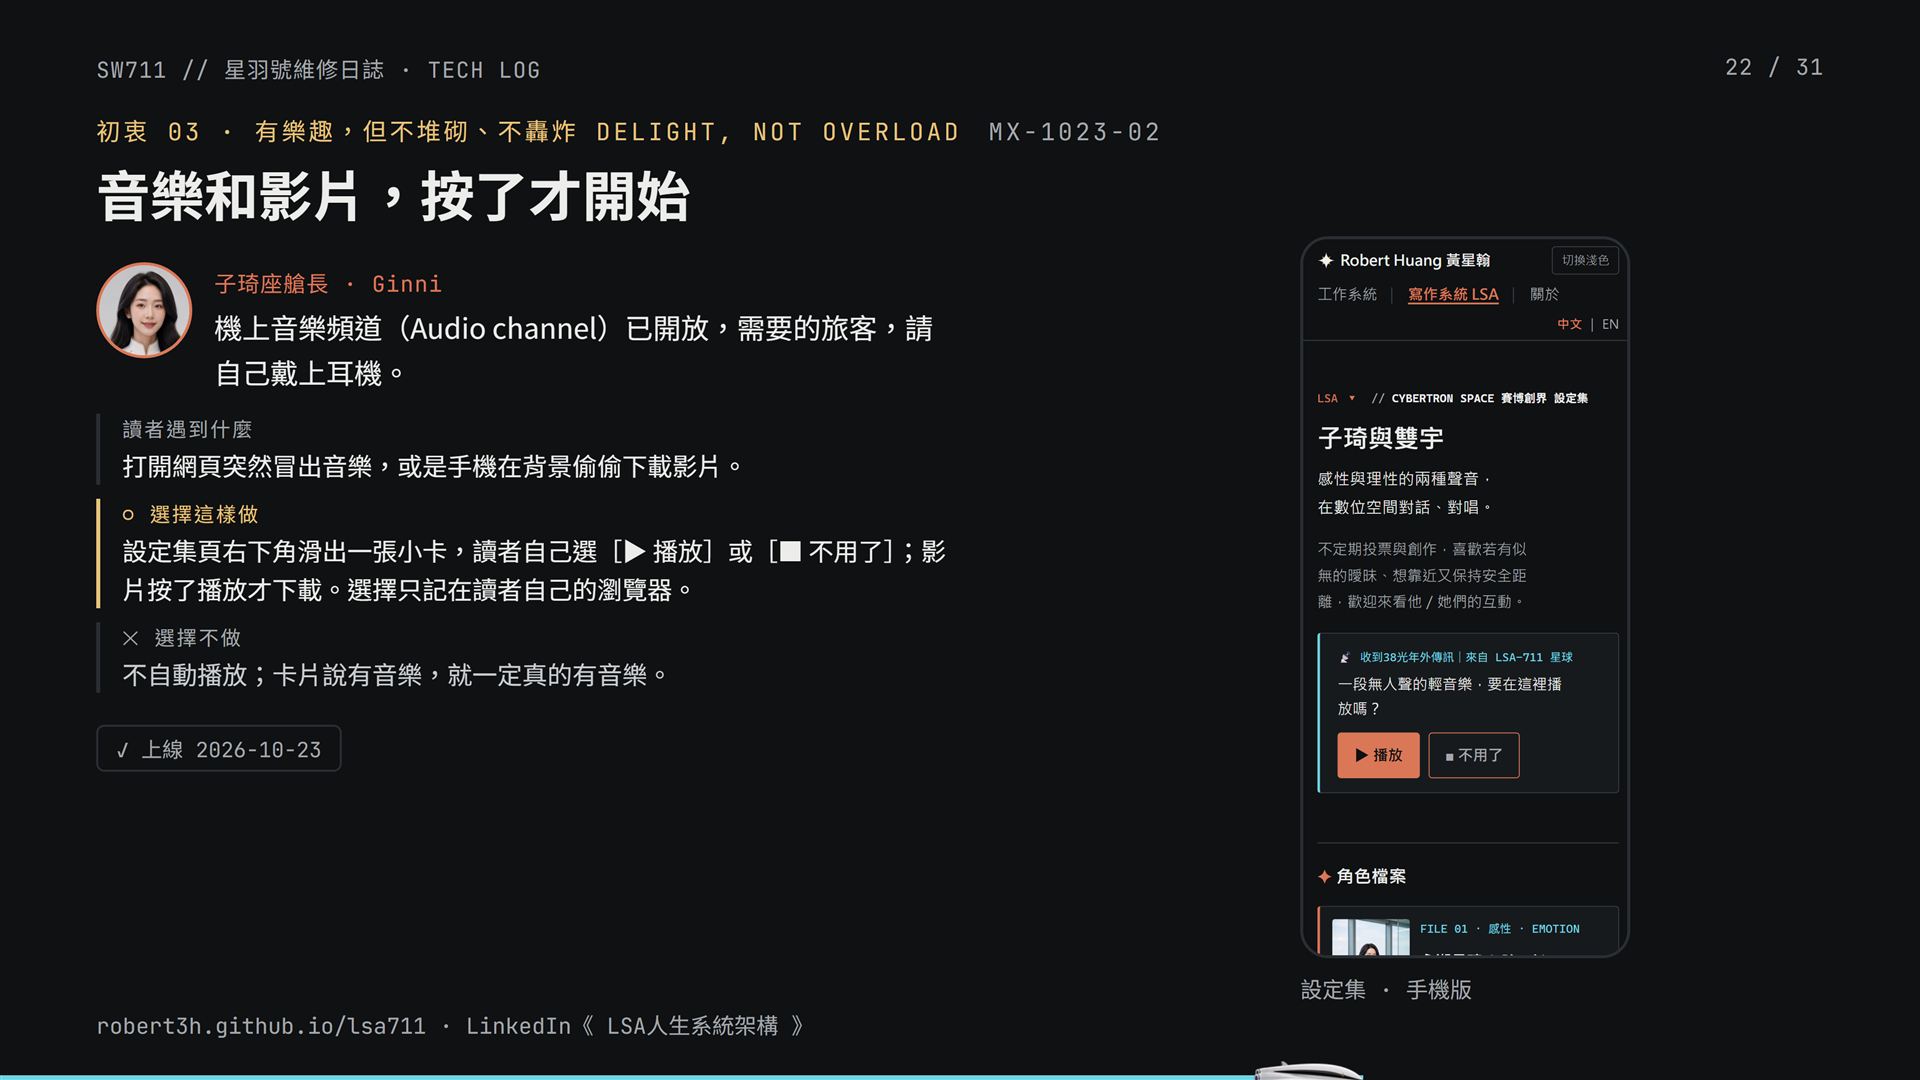 SW711 // 星羽號維修日誌 · TECH LOG
22 / 31
初衷 03 · 有樂趣，但不堆砌、不轟炸 DELIGHT, NOT OVERLOAD MX-1023-02
音樂和影片，按了才開始
子琦座艙長 · Ginni
機上音樂頻道（Audio channel）已開放，需要的旅客，請
自己戴上耳機。
讀者遇到什麼
打開網頁突然冒出音樂，或是手機在背景偷偷下載影片。
○ 選擇這樣做
設定集頁右下角滑出一張小卡，讀者自己選［▶ 播放］或［■ 不用了］；影
片按了播放才下載。選擇只記在讀者自己的瀏覽器。
× 選擇不做
不自動播放；卡片說有音樂，就一定真的有音樂。
✓ 上線 2026-10-23
✦ Robert Huang 黃星翰
切換淺色
工作系統 | 寫作系統 LSA | 關於
中文 | EN
LSA ▼ // CYBERTRON SPACE 賽博創界 設定集
子琦與雙宇
感性與理性的兩種聲音，
在數位空間對話、對唱。
不定期投票與創作，喜歡若有似
無的曖昧、想靠近又保持安全距
離，歡迎來看他 / 她們的互動。
收到38光年外傳訊｜來自 LSA-711 星球
一段無人聲的輕音樂，要在這裡播
放嗎？
▶ 播放
■ 不用了
✦ 角色檔案
FILE 01 · 感性 · EMOTION
設定集 · 手機版
robert3h.github.io/lsa711 · LinkedIn《 LSA人生系統架構 》